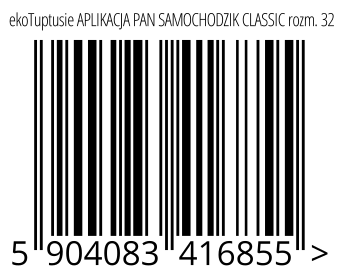 ekoTuptusie APLIKACJA PAN SAMOCHODZIK CLASSIC rozm. 32
5 904083 416855 >